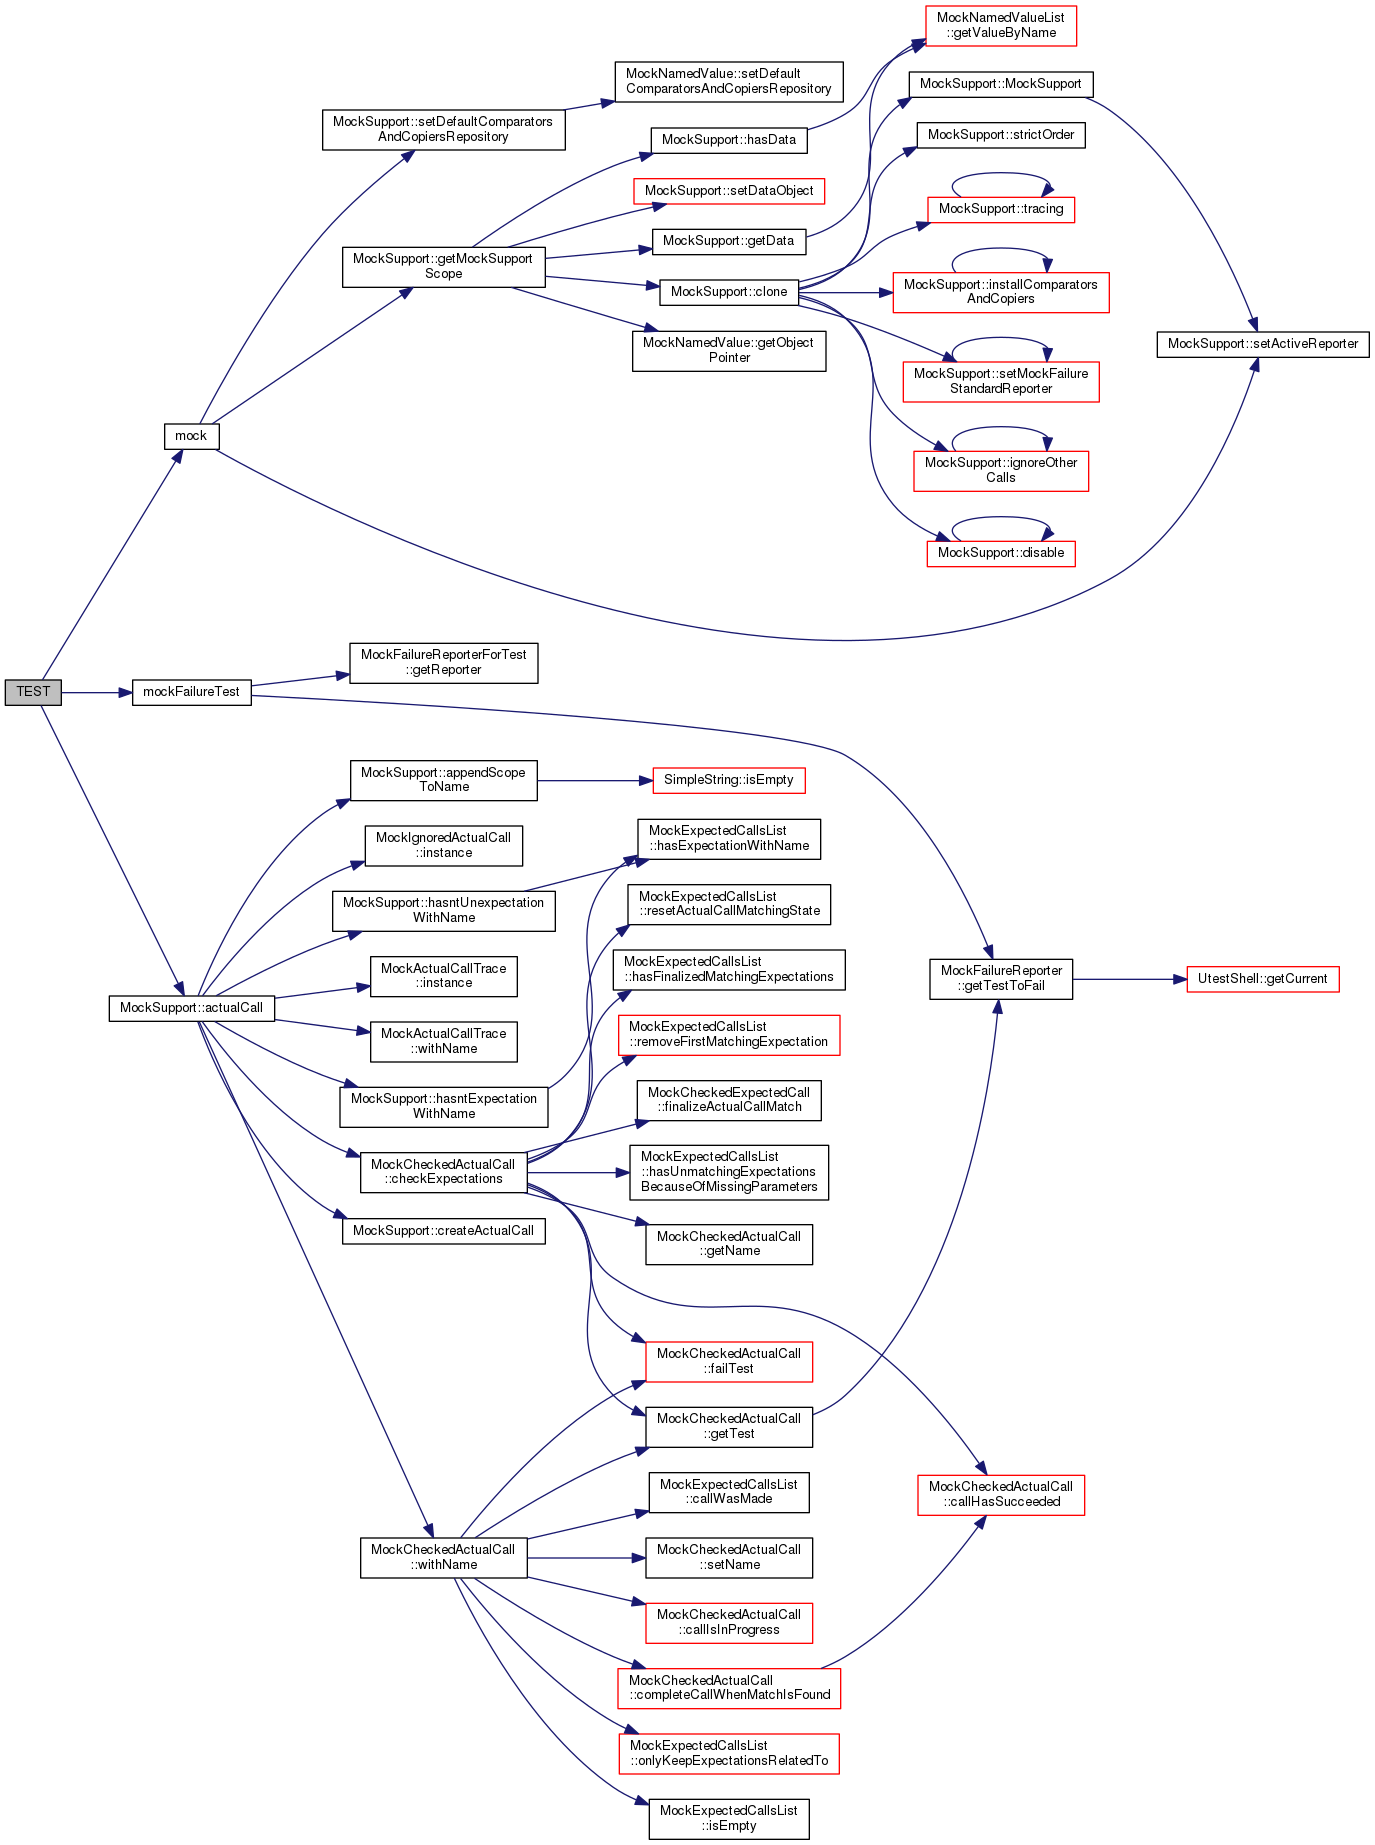 MockNamedValueList
::getValueByName
MockNamedValue::setDefault
ComparatorsAndCopiersRepository
MockSupport::MockSupport
MockSupport::setDefaultComparators
AndCopiersRepository
MockSupport::hasData
MockSupport::strictOrder
MockSupport::setDataObject
MockSupport::tracing
MockSupport::getData
MockSupport::getMockSupport
Scope
MockSupport::clone
MockSupport::installComparators
AndCopiers
MockNamedValue::getObject
Pointer
MockSupport::setActiveReporter
MockSupport::setMockFailure
StandardReporter
mock
MockSupport::ignoreOther
Calls
MockSupport::disable
MockFailureReporterForTest
::getReporter
TEST
mockFailureTest
MockSupport::appendScope
ToName
SimpleString::isEmpty
MockIgnoredActualCall
::instance
MockExpectedCallsList
::hasExpectationWithName
MockSupport::hasntUnexpectation
WithName
MockExpectedCallsList
::resetActualCallMatchingState
MockActualCallTrace
::instance
MockExpectedCallsList
::hasFinalizedMatchingExpectations
MockFailureReporter
::getTestToFail
UtestShell::getCurrent
MockSupport::actualCall
MockActualCallTrace
::withName
MockExpectedCallsList
::removeFirstMatchingExpectation
MockSupport::hasntExpectation
WithName
MockCheckedExpectedCall
::finalizeActualCallMatch
MockCheckedActualCall
::checkExpectations
MockExpectedCallsList
::hasUnmatchingExpectations
BecauseOfMissingParameters
MockSupport::createActualCall
MockCheckedActualCall
::getName
MockCheckedActualCall
::failTest
MockCheckedActualCall
::getTest
MockExpectedCallsList
::callWasMade
MockCheckedActualCall
::callHasSucceeded
MockCheckedActualCall
::withName
MockCheckedActualCall
::setName
MockCheckedActualCall
::callIsInProgress
MockCheckedActualCall
::completeCallWhenMatchIsFound
MockExpectedCallsList
::onlyKeepExpectationsRelatedTo
MockExpectedCallsList
::isEmpty